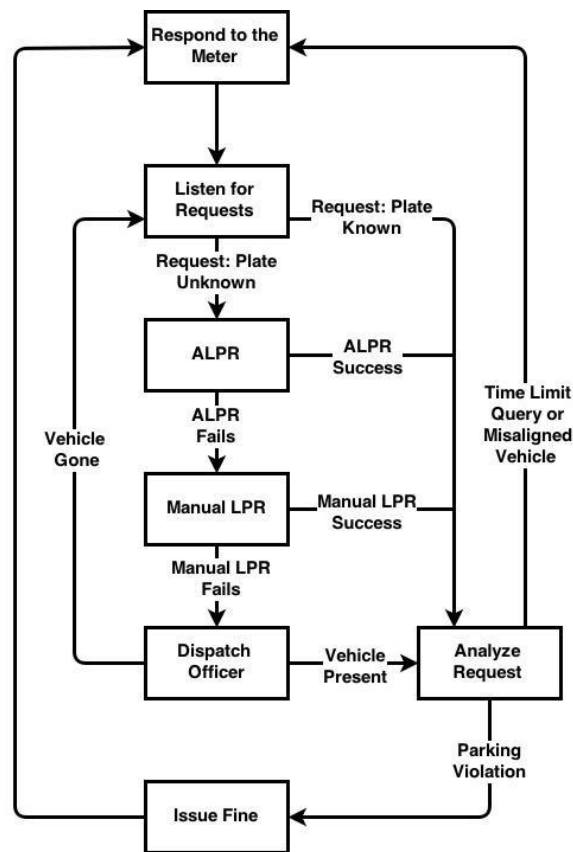 Respond to the
Meter
Listen for
Requests
Request: Plate
Known
Request: Plate
Unknown
ALPR
ALPR
Success
ALPR
Fails
Time Limit
Query or
Misaligned
Vehicle
Vehicle
Gone
Manual LPR
Manual LPR
Success
Manual LPR
Fails
Dispatch
Officer
Vehicle
Present
Analyze
Request
Parking
Violation
Issue Fine